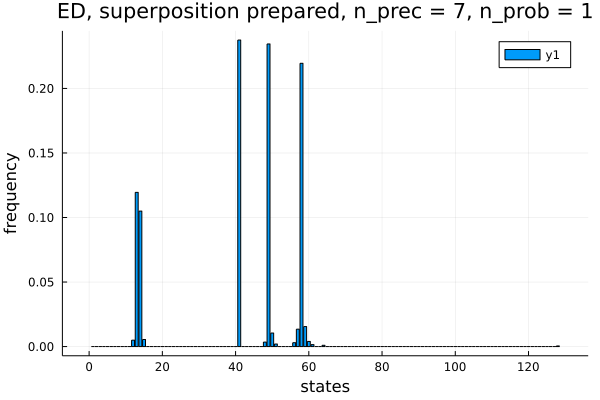 ED, superposition prepared, n_prec = 7, n_prob = 1
y1
0.20
0.15
0.10
0.05
0.00
frequency
0 20 40 60 80 100 120
states